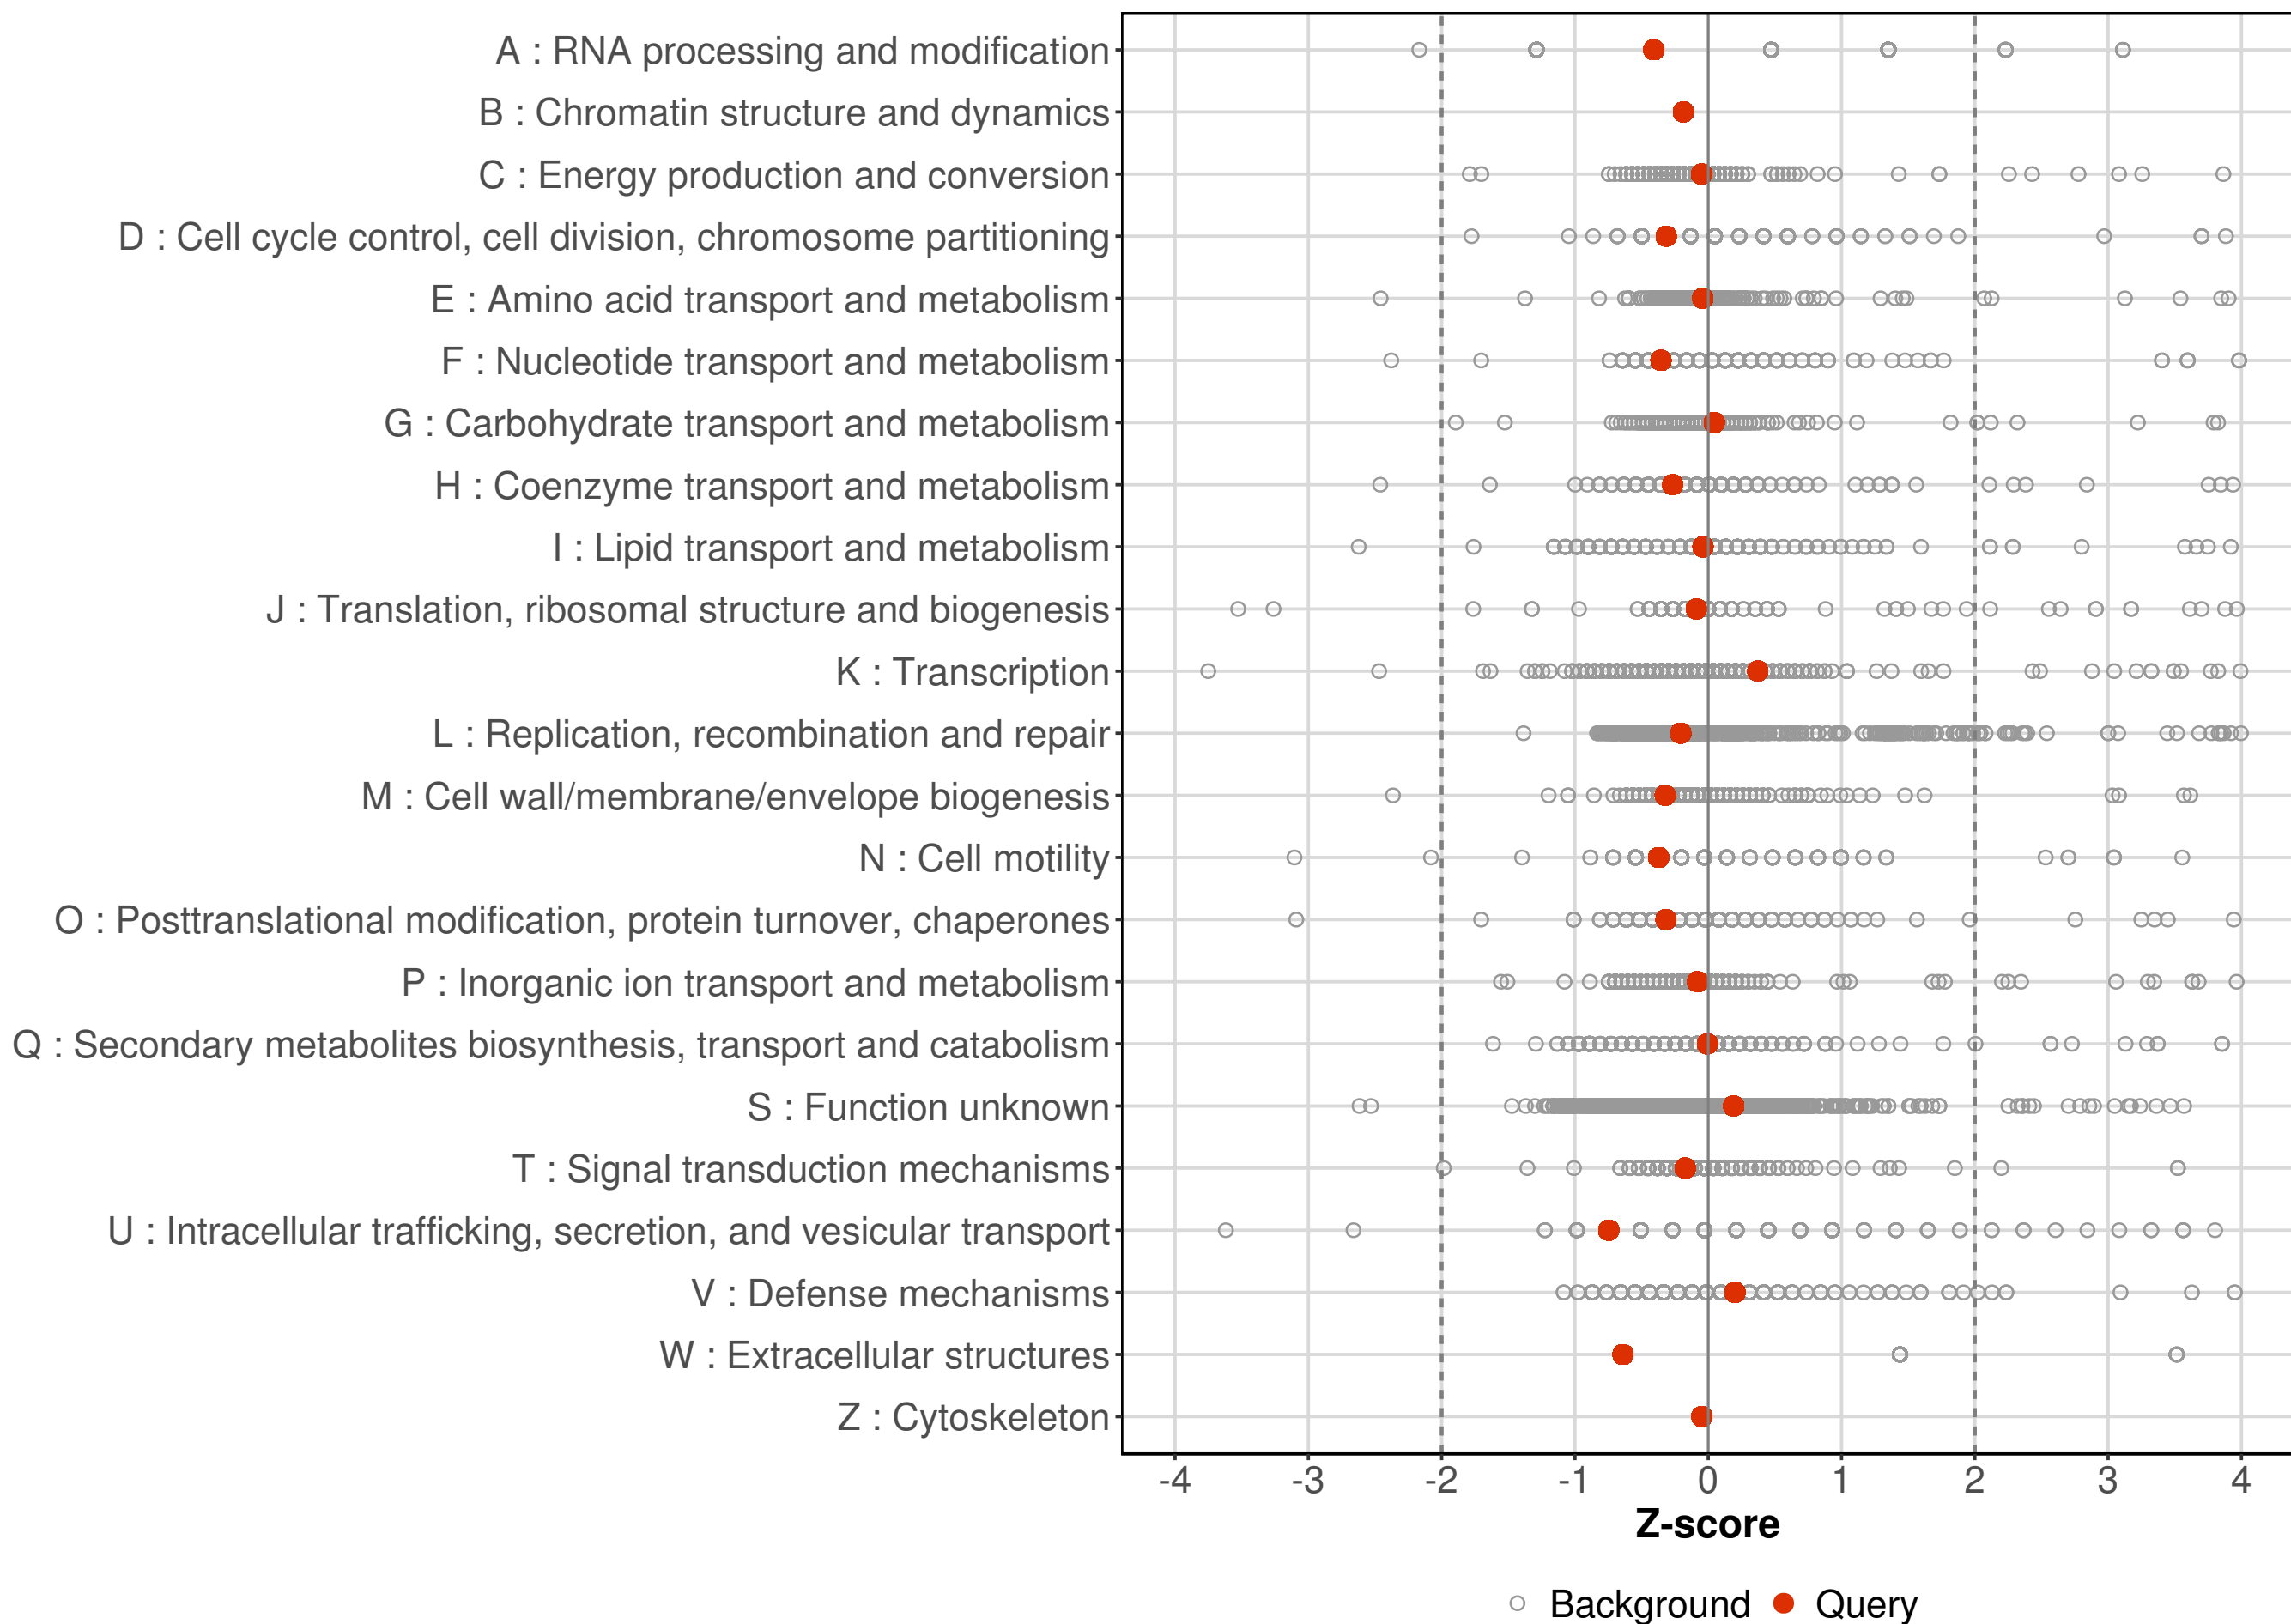 A : RNA processing and modification
B : Chromatin structure and dynamics
C : Energy production and conversion
D : Cell cycle control, cell division, chromosome partitioning
E : Amino acid transport and metabolism
F : Nucleotide transport and metabolism
G : Carbohydrate transport and metabolism
H : Coenzyme transport and metabolism
I : Lipid transport and metabolism
J : Translation, ribosomal structure and biogenesis
K : Transcription
L : Replication, recombination and repair
M : Cell wall/membrane/envelope biogenesis
N : Cell motility
O : Posttranslational modification, protein turnover, chaperones
P : Inorganic ion transport and metabolism
Q : Secondary metabolites biosynthesis, transport and catabolism
S : Function unknown
T : Signal transduction mechanisms
U : Intracellular trafficking, secretion, and vesicular transport
V : Defense mechanisms
W : Extracellular structures
Z : Cytoskeleton
-4 -3 -2 -1 0 1 2 3 4
Z-score
Background Query